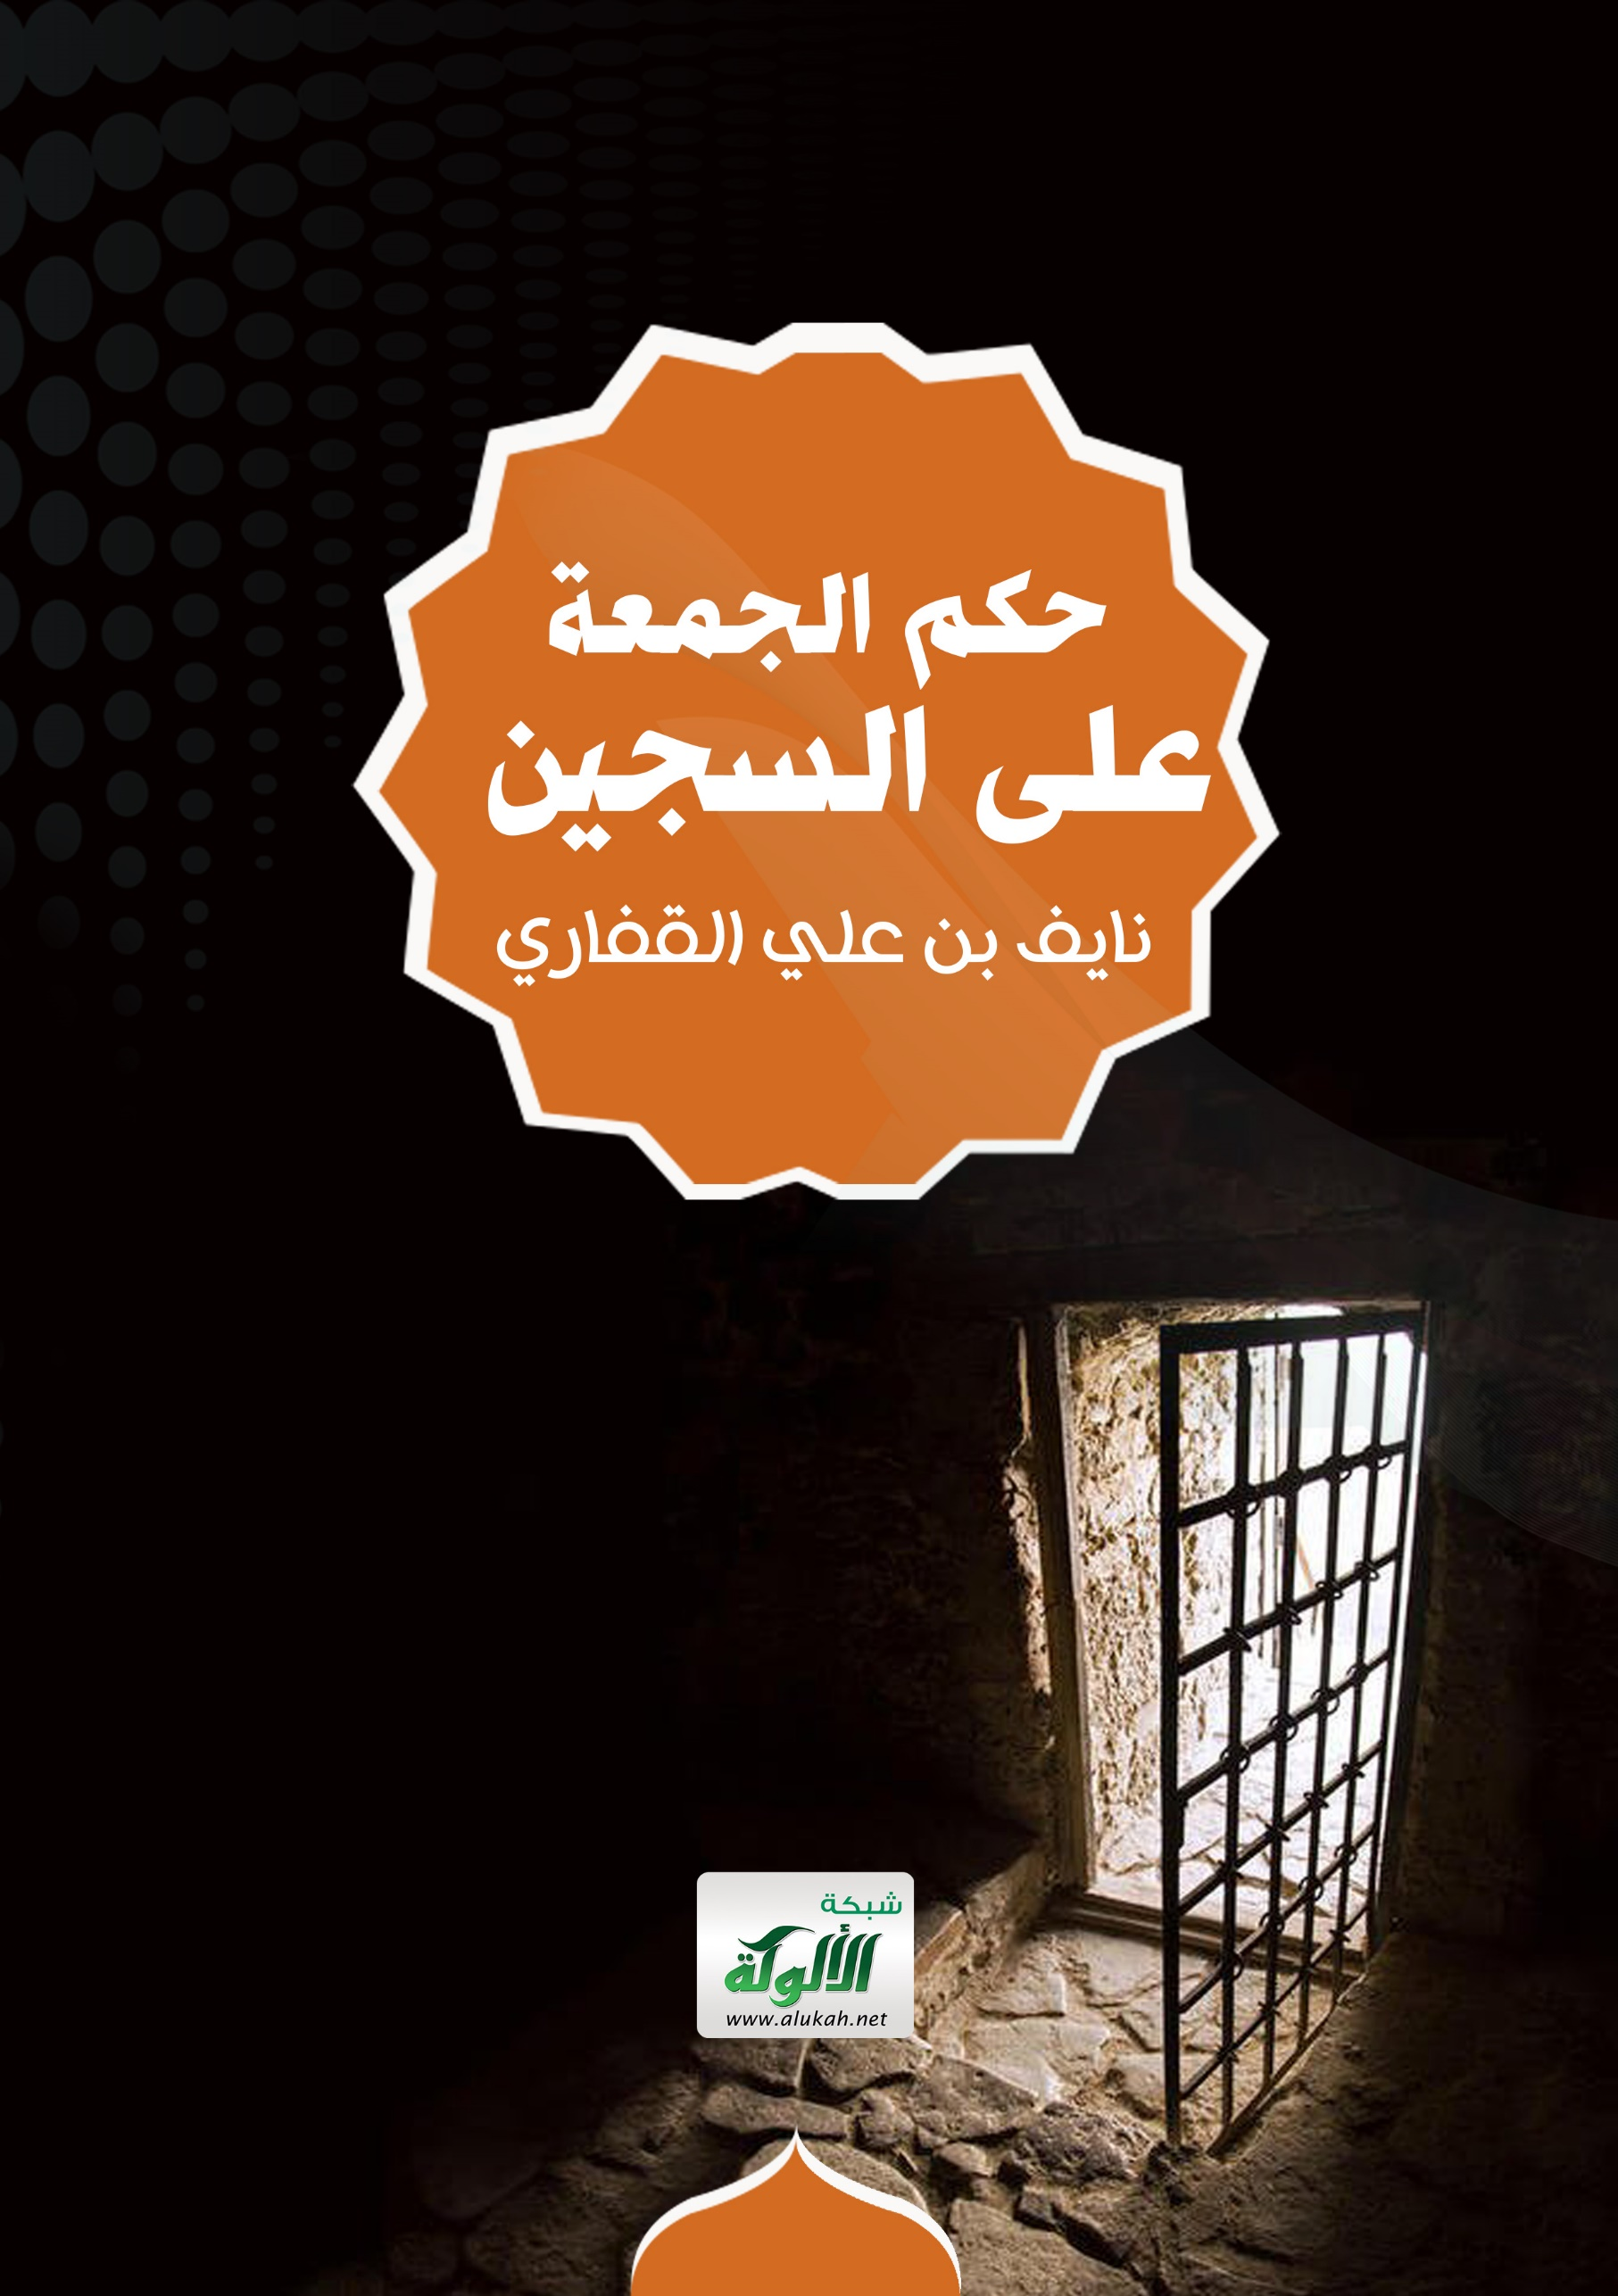 حكم الجمعة
على السجين
نايف بن علي القفاري
شبكة
الألوكة
www.alukah.net